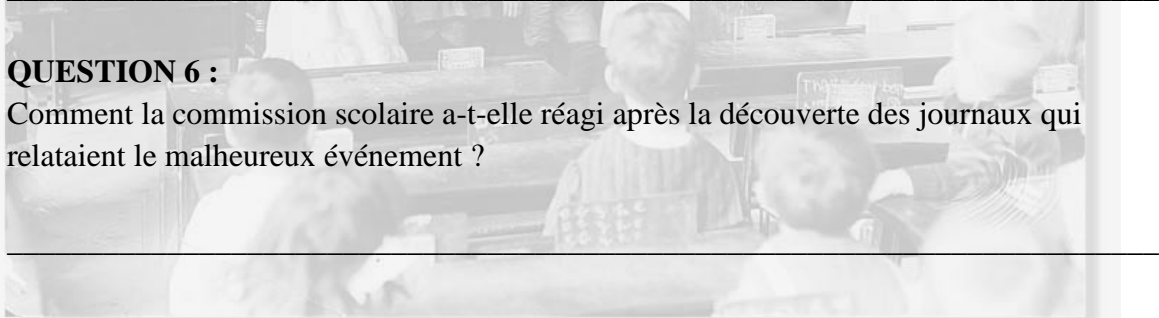 QUESTION 6 :
Comment la commission scolaire a-t-elle réagi après la découverte des journaux qui
relataient le malheureux événement ?